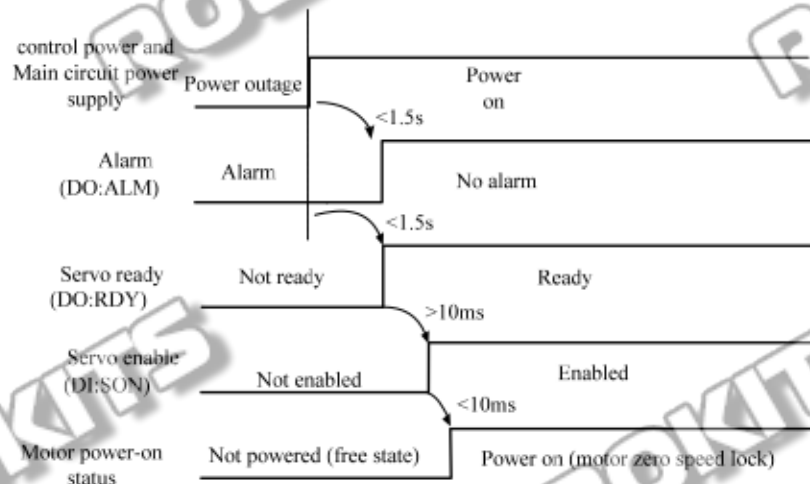 control power and
Main circuit power
supply
Power outage
Power
on
<1.5s
Alarm
(DO:ALM)
Alarm
No alarm
<1.5s
Servo ready
(DO:RDY)
Not ready
Ready
>10ms
Servo enable
(DI:SON)
Not enabled
Enabled
<10ms
Motor power-on
status
Not powered (free state)
Power on (motor zero speed lock)